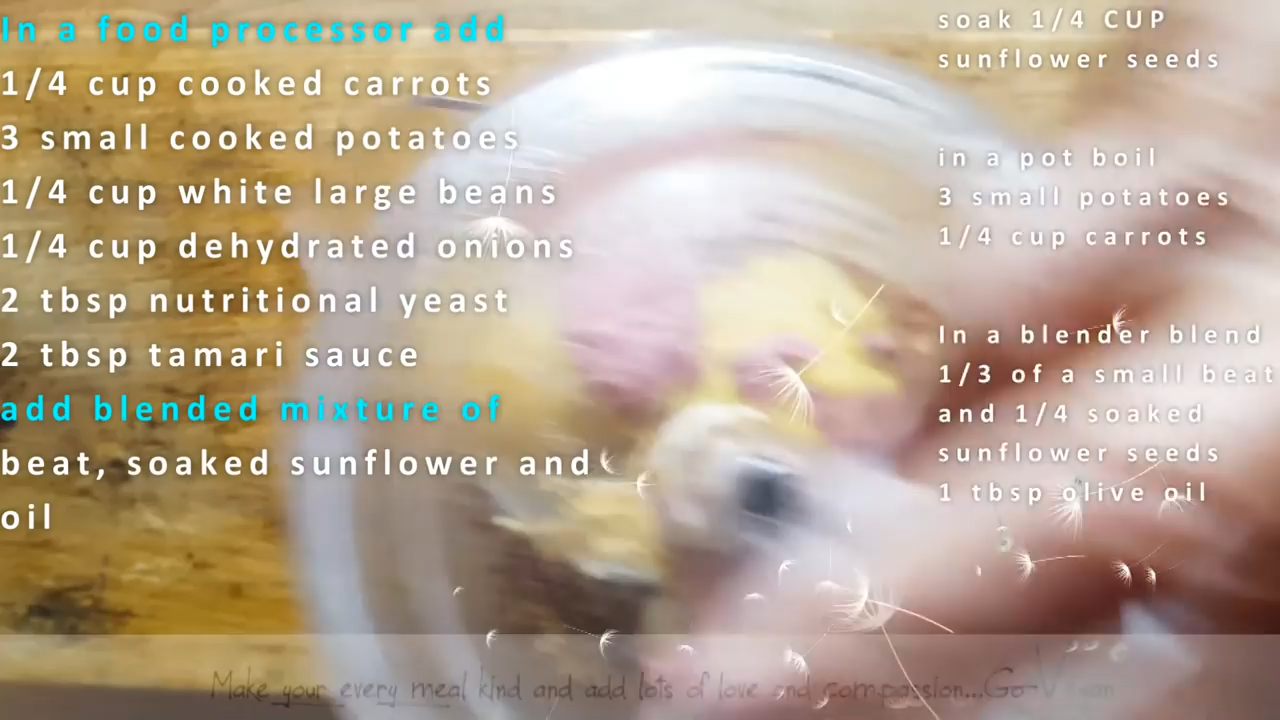 In a food processor add
1/4 cup cooked carrots
3 small cooked potatoes
1/4 cup white large beans
1/4 cup dehydrated onions
2 tbsp nutritional yeast
2 tbsp tamari sauce
add blended mixture of
beat, soaked sunflower and
oil
soak 1/4 CUP
sunflower seeds
in a pot boil
3 small potatoes
1/4 cup carrots
In a blender blend
1/3 of a small beat
and 1/4 soaked
sunflower seeds
1 tbsp olive oil
Make your every meal kind and add lots of love and compassion...Go Vegan